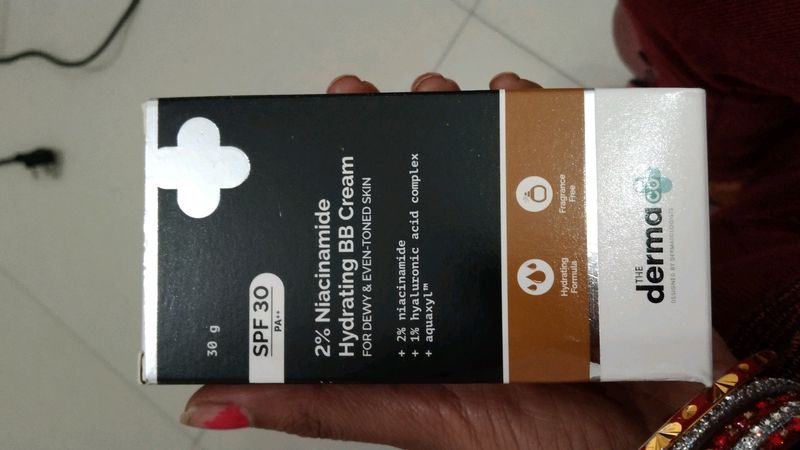 THE
derma co
DESIGNED BY DERMATOLOGISTS
Hydrating
Formula
Fragrance
Free
2% Niacinamide
Hydrating BB Cream
FOR DEWY & EVEN-TONED SKIN
+ 2% niacinamide
+ 1% hyaluronic acid complex
+ aquaxyl™
SPF 30
PA++
30 g